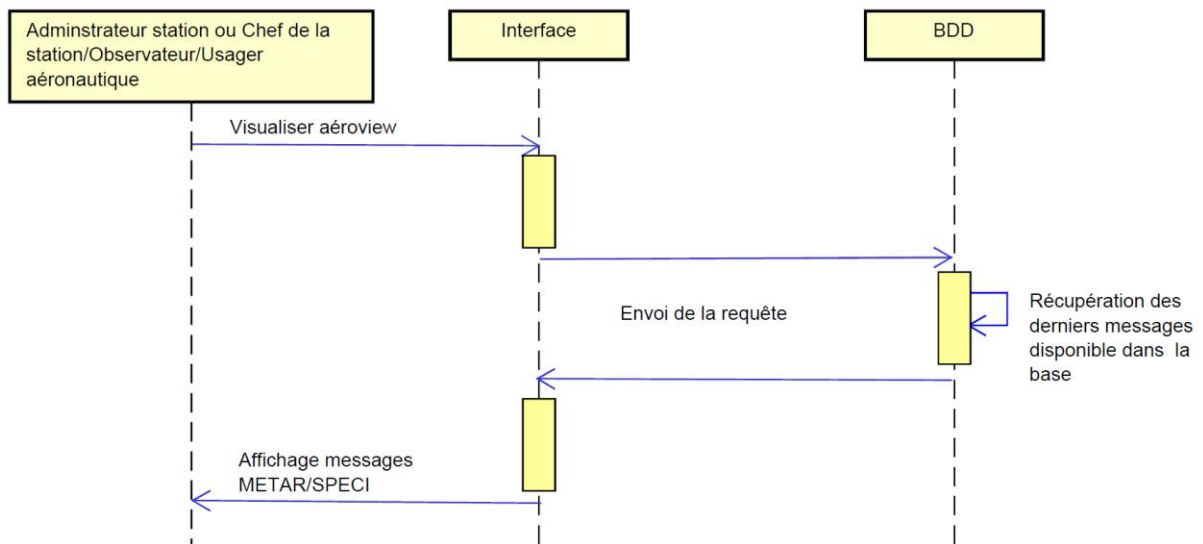 Adminstrateur station ou Chef de la
station/Observateur/Usager
aéronautique
Interface
BDD
Visualiser aéroview
Envoi de la requête
Récupération des
derniers messages
disponible dans la
base
Affichage messages
METAR/SPECI